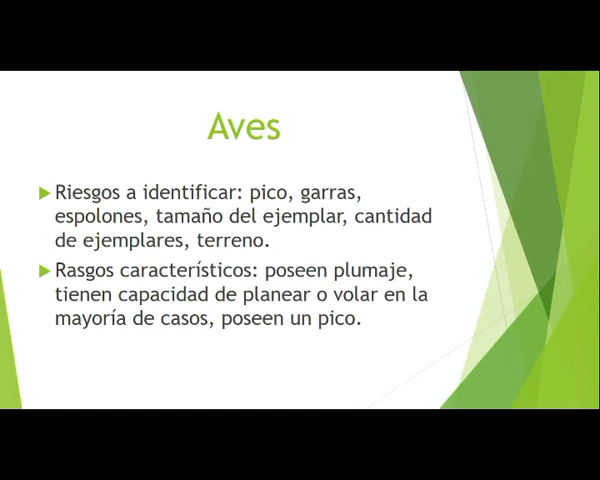 Aves
Riesgos a identificar: pico, garras,
espolones, tamaño del ejemplar, cantidad
de ejemplares, terreno.
Rasgos característicos: poseen plumaje,
tienen capacidad de planear o volar en la
mayoría de casos, poseen un pico.